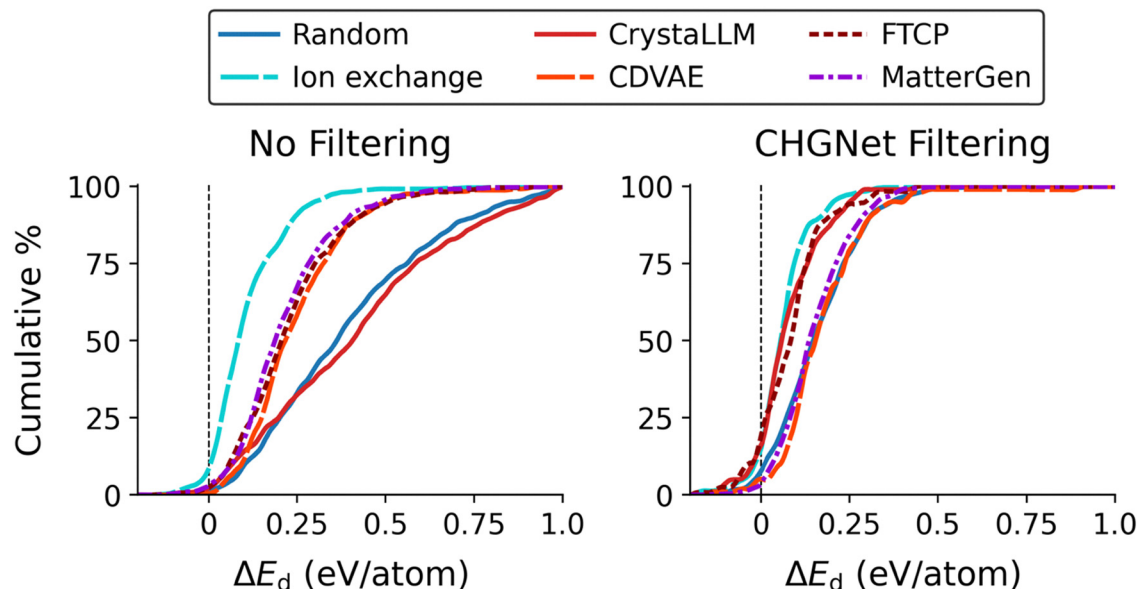 Random CrystaLLM FTCP
Ion exchange CDVAE MatterGen
No Filtering CHGNet Filtering
Cumulative %
100
75
50
25
0
0 0.25 0.5 0.75 1.0
ΔE_d (eV/atom)
100
75
50
25
0
0 0.25 0.5 0.75 1.0
ΔE_d (eV/atom)